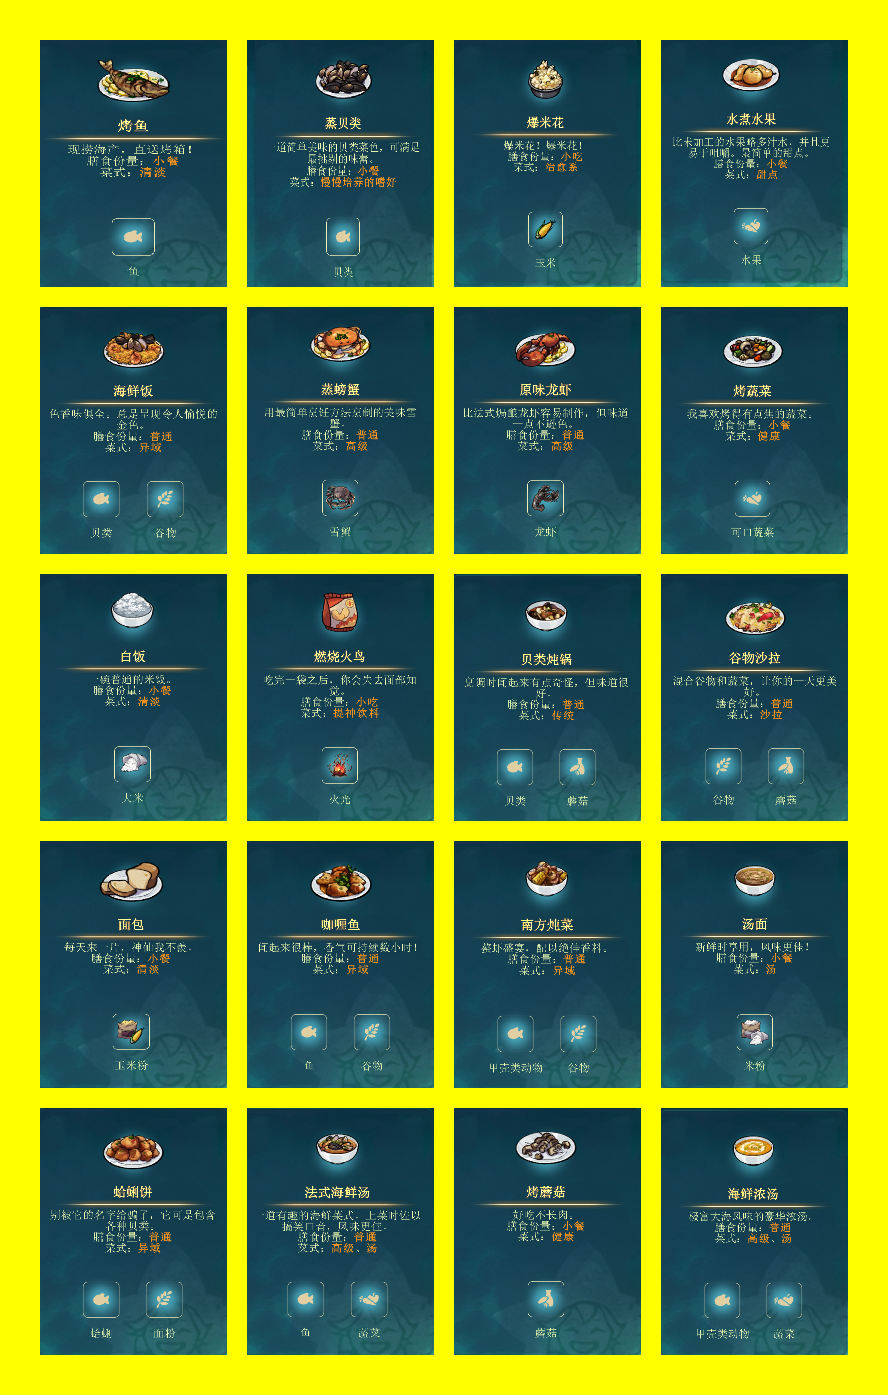 烤鱼
现捞海产，直送烤箱！
膳食份量：小餐
菜式：清淡
鱼
蒸贝类
一道简单美味的贝类菜色，可满足
最挑剔的味蕾。
膳食份量：小餐
菜式：慢慢培养的嗜好
贝类
爆米花
爆米花！爆米花！
膳食份量：小吃
菜式：给意素
玉米
水煮水果
比未加工的水果略多汁水，并且更
易于咀嚼。最简单的甜点。
膳食份量：小餐
菜式：甜点
水果
海鲜饭
色香味俱全。总是呈现令人愉悦的
金色。
膳食份量：普通
菜式：异域
贝类
谷物
蒸螃蟹
用最简单烹饪方法烹制的美味雪
蟹。
膳食份量：普通
菜式：高级
雪蟹
原味龙虾
比法式焗酿龙虾容易制作，但味道
一点不逊色。
膳食份量：普通
菜式：高级
龙虾
烤蔬菜
我喜欢烤得有点焦的蔬菜。
膳食份量：小餐
菜式：健康
可口蔬菜
白饭
一碗普通的米饭。
膳食份量：小餐
菜式：清淡
大米
燃烧火鸟
吃完一袋之后，你会失去面部知
觉。
膳食份量：小吃
菜式：提神饮料
火光
贝类炖锅
烹调时闻起来有点奇怪，但味道很
好。
膳食份量：普通
菜式：传统
贝类
蘑菇
谷物沙拉
混合谷物和蔬菜，让你的一天更美
好。
膳食份量：普通
菜式：沙拉
谷物
蘑菇
面包
每天来一片，神仙我不羡。
膳食份量：小餐
菜式：清淡
玉米粉
咖喱鱼
闻起来很棒，香气可持续数小时！
膳食份量：普通
菜式：异域
鱼
谷物
南方炖菜
蟹虾盛宴，配以绝佳香料。
膳食份量：普通
菜式：异域
甲壳类动物
谷物
汤面
新鲜时享用，风味更佳！
膳食份量：小餐
菜式：汤
米粉
蛤蜊饼
别被它的名字给骗了，它可是包含
各种贝类。
膳食份量：普通
菜式：异域
蛤蜊
面粉
法式海鲜汤
一道有趣的海鲜菜式。上菜时佐以
搞笑口音，风味更佳。
膳食份量：普通
菜式：高级、汤
鱼
蔬菜
烤蘑菇
好吃不长肉。
膳食份量：小餐
菜式：健康
蘑菇
海鲜浓汤
极富大海风味的豪华浓汤。
膳食份量：普通
菜式：高级、汤
甲壳类动物
蔬菜